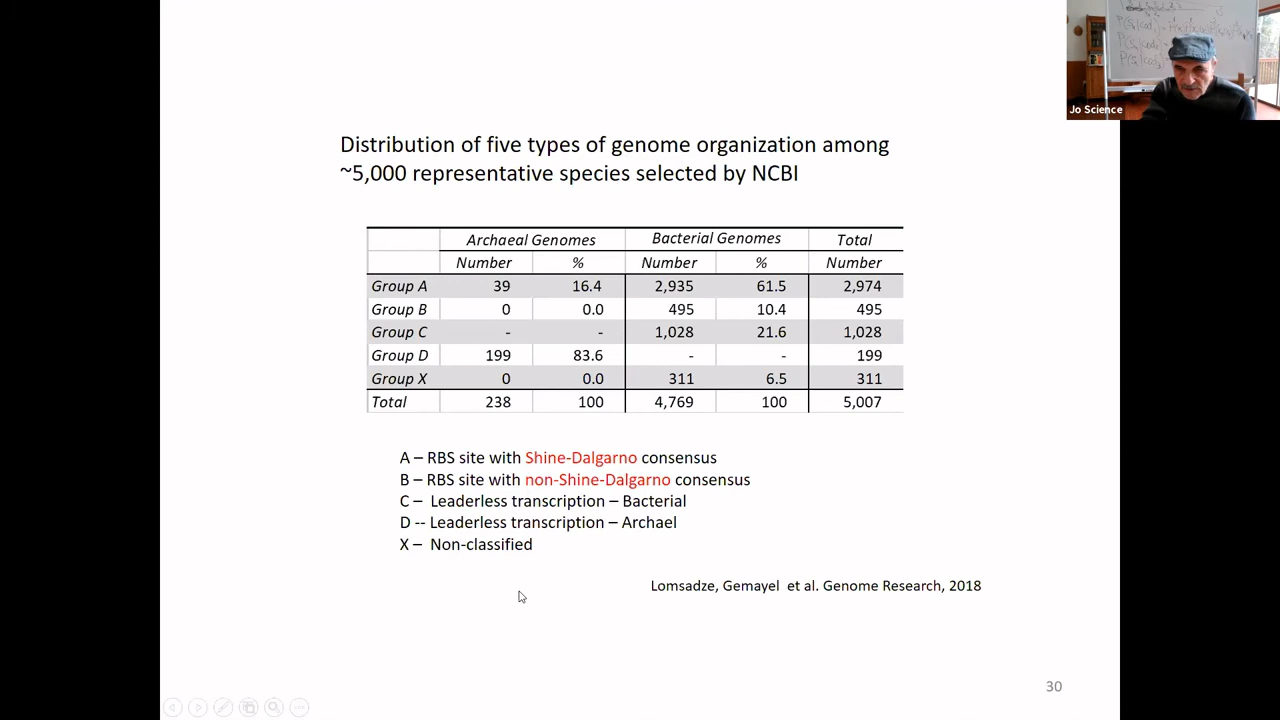 Distribution of five types of genome organization among
~5,000 representative species selected by NCBI
Archaeal Genomes Bacterial Genomes Total
Number % Number % Number
Group A 39 16.4 2,935 61.5 2,974
Group B 0 0.0 495 10.4 495
Group C - - 1,028 21.6 1,028
Group D 199 83.6 - - 199
Group X 0 0.0 311 6.5 311
Total 238 100 4,769 100 5,007
A – RBS site with Shine-Dalgarno consensus
B – RBS site with non-Shine-Dalgarno consensus
C – Leaderless transcription – Bacterial
D -- Leaderless transcription – Archael
X – Non-classified
Lomsadze, Gemayel et al. Genome Research, 2018
30
Jo Science